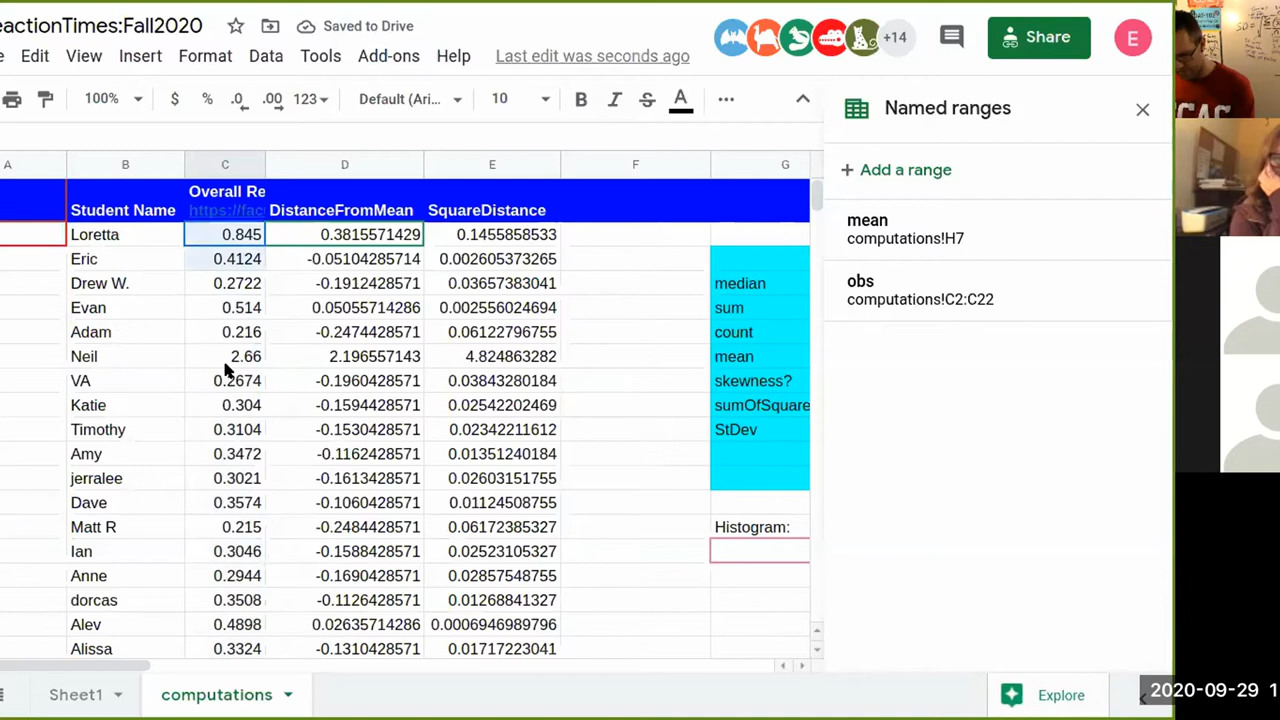 eactionTimes:Fall2020
Saved to Drive
+14
Share
E
Edit View Insert Format Data Tools Add-ons Help Last edit was seconds ago
100% $ % .0 .00 123 Default (Ari... 10 B I S A
Named ranges
+ Add a range
mean
computations!H7
obs
computations!C2:C22
A B C D E F G
Overall Re
Student Name https://fac DistanceFromMean SquareDistance
Loretta 0.845 0.3815571429 0.1455858533
Eric 0.4124 -0.05104285714 0.002605373265
Drew W. 0.2722 -0.1912428571 0.03657383041 median
Evan 0.514 0.05055714286 0.002556024694 sum
Adam 0.216 -0.2474428571 0.06122796755 count
Neil 2.66 2.196557143 4.824863282 mean
VA 0.2674 -0.1960428571 0.03843280184 skewness?
Katie 0.304 -0.1594428571 0.02542202469 sumOfSquare
Timothy 0.3104 -0.1530428571 0.02342211612 StDev
Amy 0.3472 -0.1162428571 0.01351240184
jerralee 0.3021 -0.1613428571 0.02603151755
Dave 0.3574 -0.1060428571 0.01124508755
Matt R 0.215 -0.2484428571 0.06172385327 Histogram:
Ian 0.3046 -0.1588428571 0.02523105327
Anne 0.2944 -0.1690428571 0.02857548755
dorcas 0.3508 -0.1126428571 0.01268841327
Alev 0.4898 0.02635714286 0.0006946989796
Alissa 0.3324 -0.1310428571 0.01717223041
Sheet1 computations
Explore
2020-09-29 1